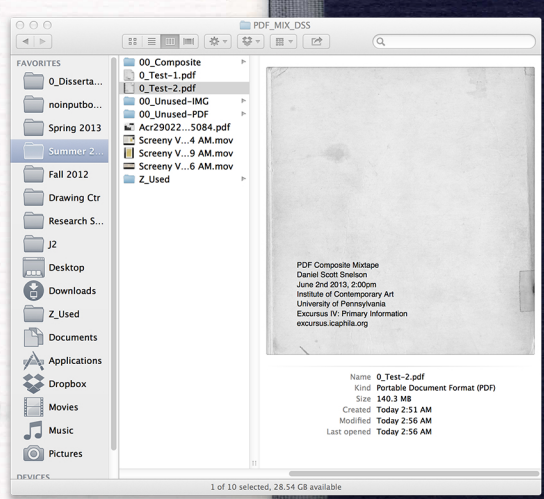 PDF_MIX_DSS
FAVORITES
0_Disserta...
noinputbo...
Spring 2013
Summer 2...
Fall 2012
Drawing Ctr
Research S...
J2
Desktop
Downloads
Z_Used
Documents
Applications
Dropbox
Movies
Music
Pictures
DEVICES
00_Composite
0_Test-1.pdf
0_Test-2.pdf
00_Unused-IMG
00_Unused-PDF
Acr29022...5084.pdf
Screeny V...4 AM.mov
Screeny V...9 AM.mov
Screeny V...6 AM.mov
Z_Used
PDF Composite Mixtape
Daniel Scott Snelson
June 2nd 2013, 2:00pm
Institute of Contemporary Art
University of Pennsylvania
Excursus IV: Primary Information
excursus.icaphila.org
Name 0_Test-2.pdf
Kind Portable Document Format (PDF)
Size 140.3 MB
Created Today 2:51 AM
Modified Today 2:56 AM
Last opened Today 2:56 AM
1 of 10 selected, 28.54 GB available